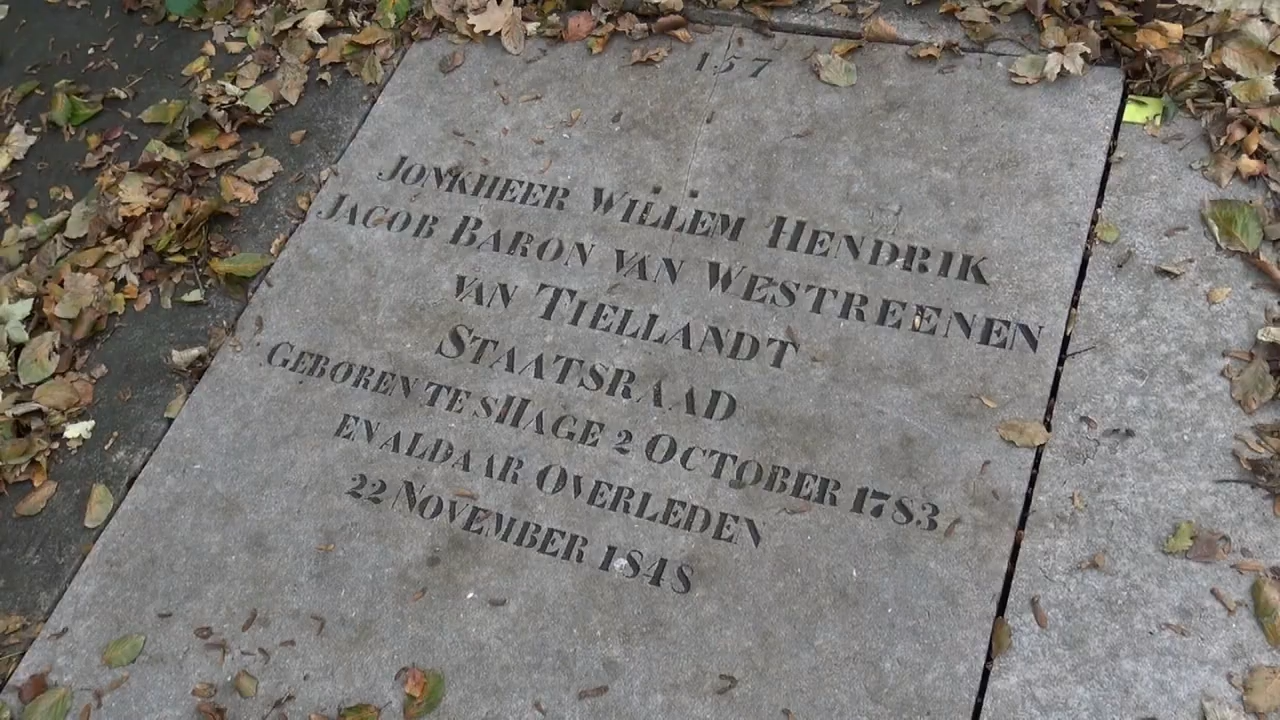 157
JONKHEER WILLEM HENDRIK
JACOB BARON VAN WESTREENEN
VAN TIELLANDT
STAATSRAAD
GEBOREN TE SHAGE 2 OCTOBER 1783
EN ALDAAR OVERLEDEN
22 NOVEMBER 1848